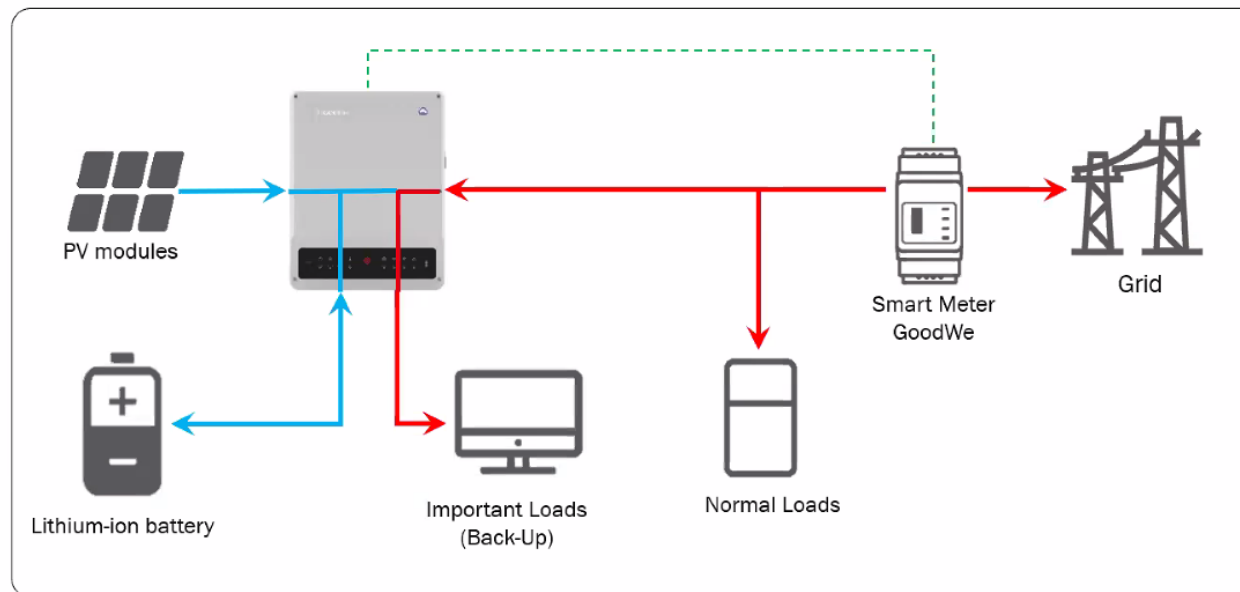 PV modules
Smart Meter
GoodWe
Grid
Lithium-ion battery
Important Loads
(Back-Up)
Normal Loads